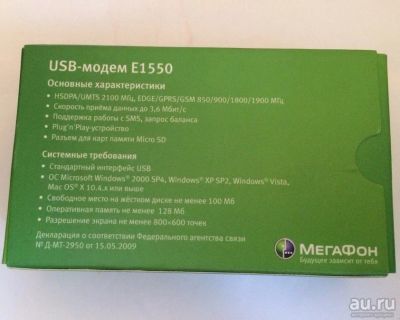 USB-модем E1550
Основные характеристики
• HSDPA/UMTS 2100 МГц, EDGE/GPRS/GSM 850/900/1800/1900 МГц
• Скорость приёма данных до 3,6 Мбит/с
• Поддержка работы с SMS, запрос баланса
• Plug'n'Play-устройство
• Разъем для карт памяти Micro SD
Системные требования
• Стандартный интерфейс USB
• ОС Microsoft Windows® 2000 SP4, Windows® XP SP2, Windows® Vista,
Mac OS® X 10.4.x или выше
• Свободное место на жёстком диске не менее 100 Мб
• Оперативная память не менее 128 Мб
• Разрешение экрана не менее 800×600 точек
Декларация о соответствии Федерального агентства связи
№ Д-МТ-2950 от 15.05.2009
МЕГАФОН
Будущее зависит от тебя
au.ru